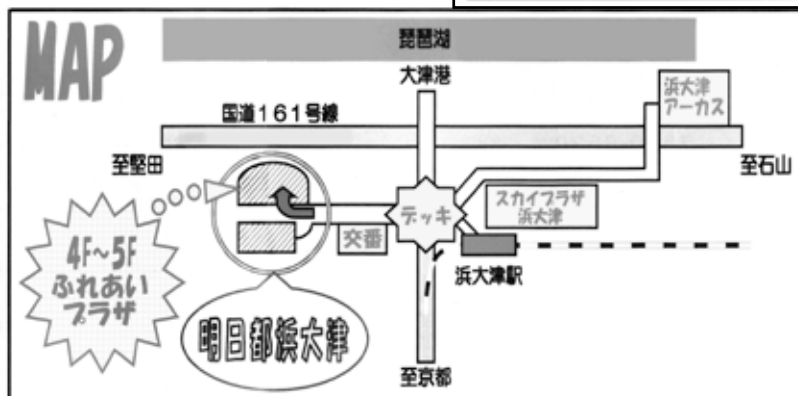 MAP
琵琶湖
大津港
浜大津
アーカス
国道161号線
至堅田
至石山
スカイプラザ
浜大津
デッキ
交番
4F~5F
ふれあい
プラザ
浜大津駅
明日都浜大津
至京都